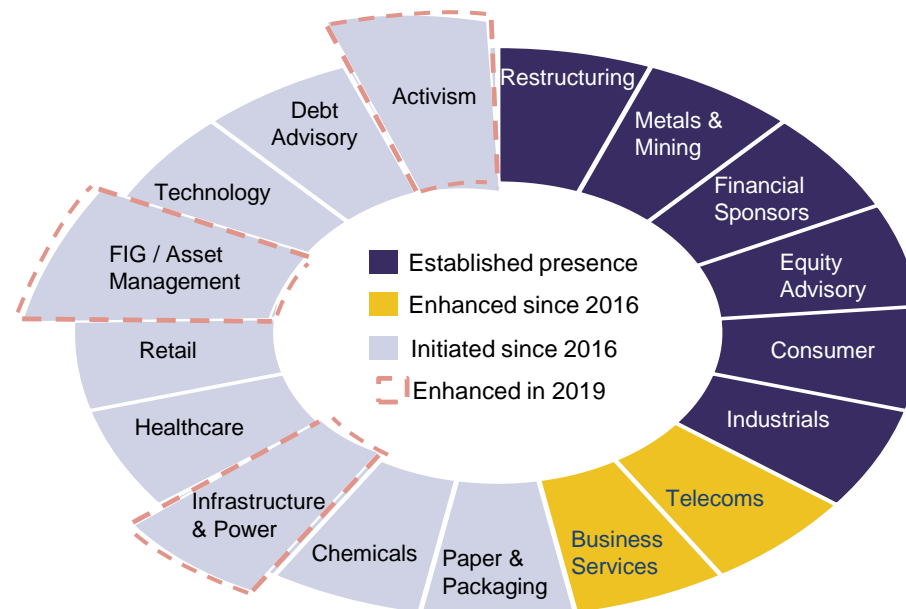 Activism
Restructuring
Debt
Advisory
Metals &
Mining
Technology
Financial
Sponsors
FIG / Asset
Management
Equity
Advisory
Established presence
Enhanced since 2016
Initiated since 2016
Enhanced in 2019
Retail
Consumer
Healthcare
Industrials
Infrastructure
& Power
Telecoms
Chemicals
Paper &
Packaging
Business
Services